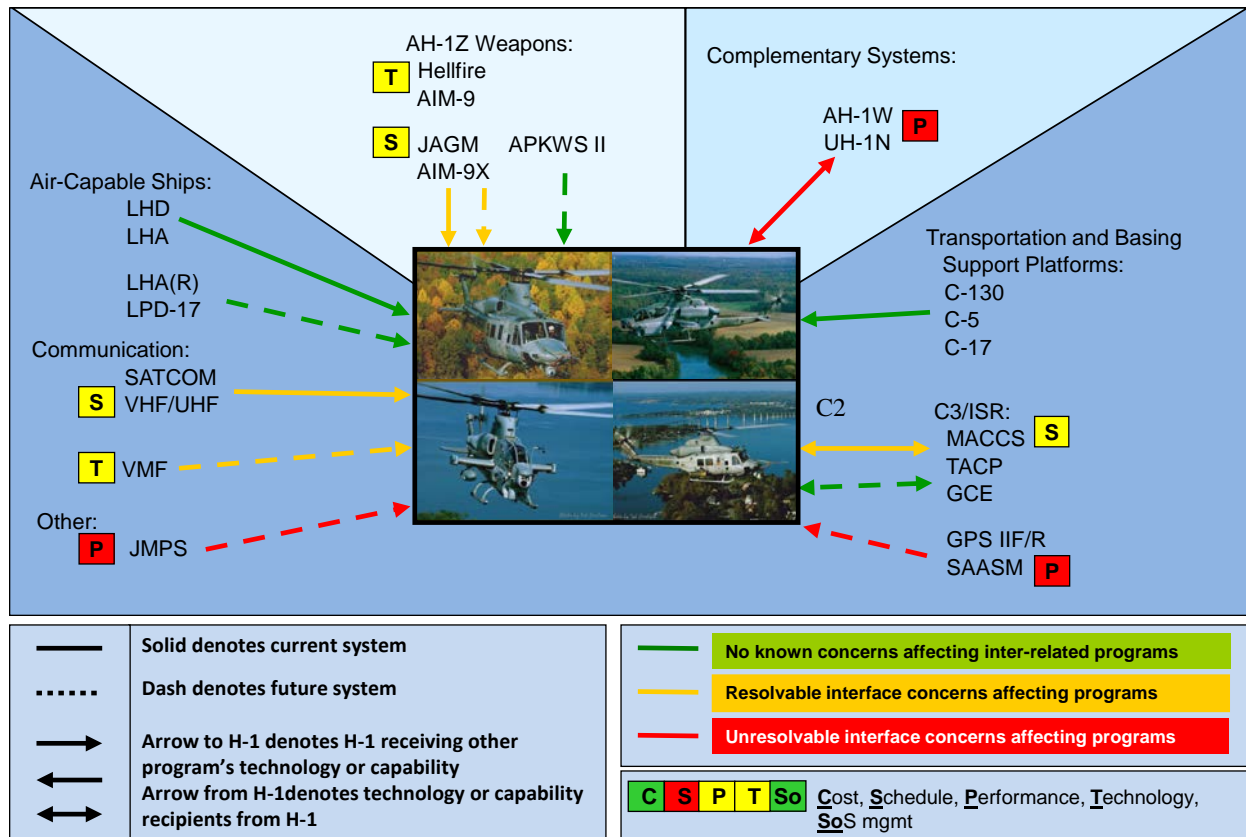 AH-1Z Weapons:
T
Hellfire
AIM-9
S
JAGM
AIM-9X
APKWS II
Complementary Systems:
AH-1W
UH-1N
P
Air-Capable Ships:
LHD
LHA
LHA(R)
LPD-17
Communication:
SATCOM
S
VHF/UHF
T
VMF
Other:
P
JMPS
Transportation and Basing
Support Platforms:
C-130
C-5
C-17
C2
C3/ISR:
MACCS
S
TACP
GCE
GPS IIF/R
SAASM
P
Solid denotes current system
Dash denotes future system
Arrow to H-1 denotes H-1 receiving other
program's technology or capability
Arrow from H-1denotes technology or capability
recipients from H-1
No known concerns affecting inter-related programs
Resolvable interface concerns affecting programs
Unresolvable interface concerns affecting programs
C S P T So
Cost, Schedule, Performance, Technology,
SoS mgmt